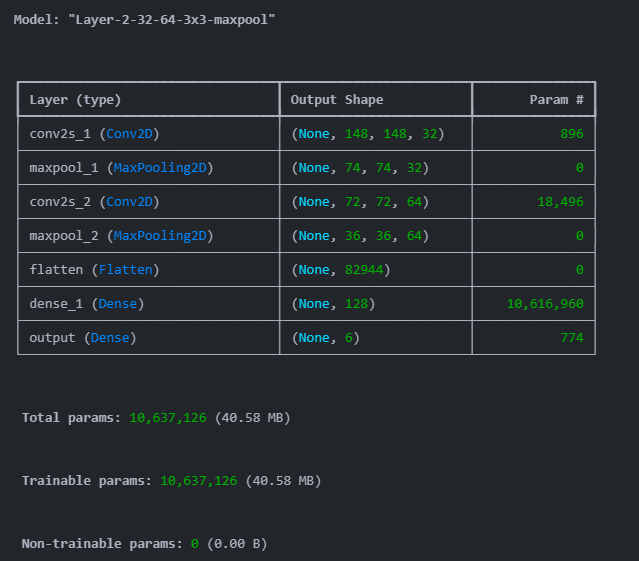 Model: "Layer-2-32-64-3x3-maxpool"
Layer (type) Output Shape Param #
conv2s_1 (Conv2D) (None, 148, 148, 32) 896
maxpool_1 (MaxPooling2D) (None, 74, 74, 32) 0
conv2s_2 (Conv2D) (None, 72, 72, 64) 18,496
maxpool_2 (MaxPooling2D) (None, 36, 36, 64) 0
flatten (Flatten) (None, 82944) 0
dense_1 (Dense) (None, 128) 10,616,960
output (Dense) (None, 6) 774
Total params: 10,637,126 (40.58 MB)
Trainable params: 10,637,126 (40.58 MB)
Non-trainable params: 0 (0.00 B)